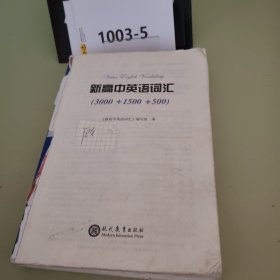 1003-5
English Vocabulary
新高中英语词汇
(3000 +1500 +500)
《新高中英语词汇》编写组 编
现代教育出版社
Modern Education Press